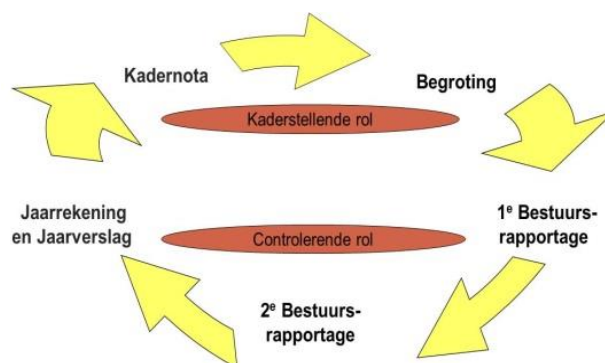 Kadernota
Begroting
Kaderstellende rol
Jaarrekening
en Jaarverslag
Controlerende rol
1e Bestuurs-
rapportage
2e Bestuurs-
rapportage